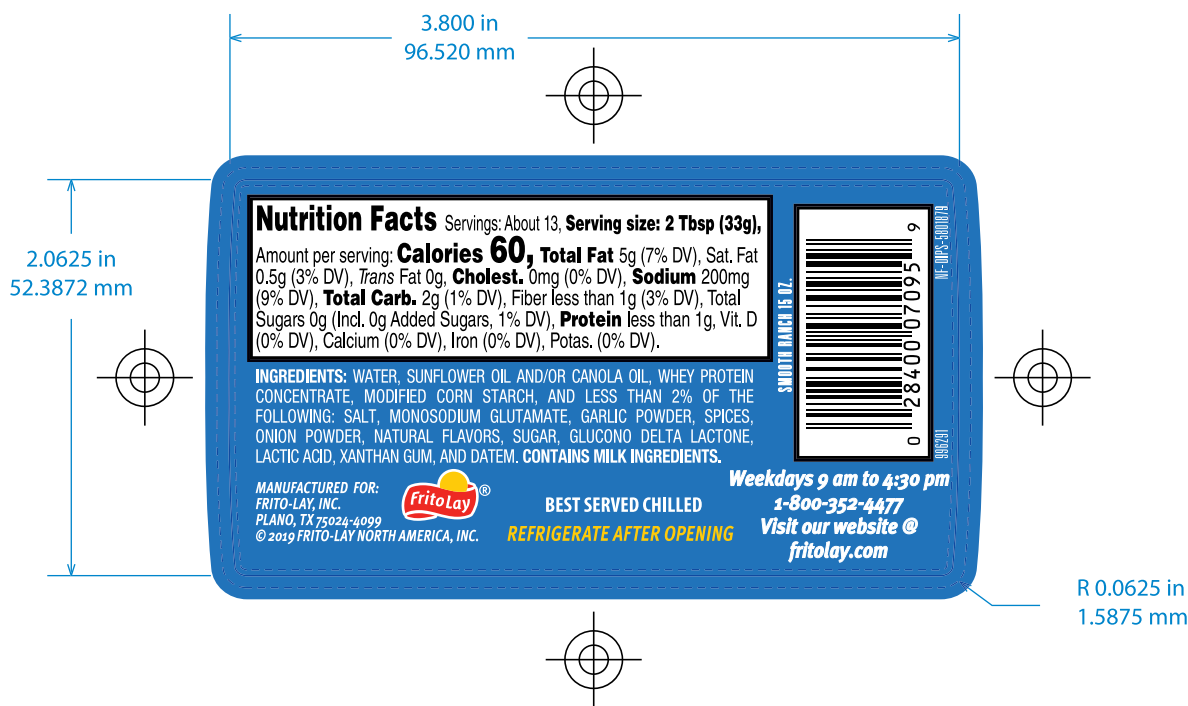 3.800 in
96.520 mm
2.0625 in
52.3872 mm
Nutrition Facts Servings: About 13, Serving size: 2 Tbsp (33g),
Amount per serving: Calories 60, Total Fat 5g (7% DV), Sat. Fat
0.5g (3% DV), Trans Fat 0g, Cholest. 0mg (0% DV), Sodium 200mg
(9% DV), Total Carb. 2g (1% DV), Fiber less than 1g (3% DV), Total
Sugars 0g (Incl. 0g Added Sugars, 1% DV), Protein less than 1g, Vit. D
(0% DV), Calcium (0% DV), Iron (0% DV), Potas. (0% DV).
INGREDIENTS: WATER, SUNFLOWER OIL AND/OR CANOLA OIL, WHEY PROTEIN
CONCENTRATE, MODIFIED CORN STARCH, AND LESS THAN 2% OF THE
FOLLOWING: SALT, MONOSODIUM GLUTAMATE, GARLIC POWDER, SPICES,
ONION POWDER, NATURAL FLAVORS, SUGAR, GLUCONO DELTA LACTONE,
LACTIC ACID, XANTHAN GUM, AND DATEM. CONTAINS MILK INGREDIENTS.
MANUFACTURED FOR:
FRITO-LAY, INC.
PLANO, TX 75024-4099
© 2019 FRITO-LAY NORTH AMERICA, INC.
Frito Lay ®
BEST SERVED CHILLED
REFRIGERATE AFTER OPENING
SMOOTH RANCH 15 OZ.
0 28400 07095 9
NF-DIPS-5801879
996291
Weekdays 9 am to 4:30 pm
1-800-352-4477
Visit our website @
fritolay.com
R 0.0625 in
1.5875 mm